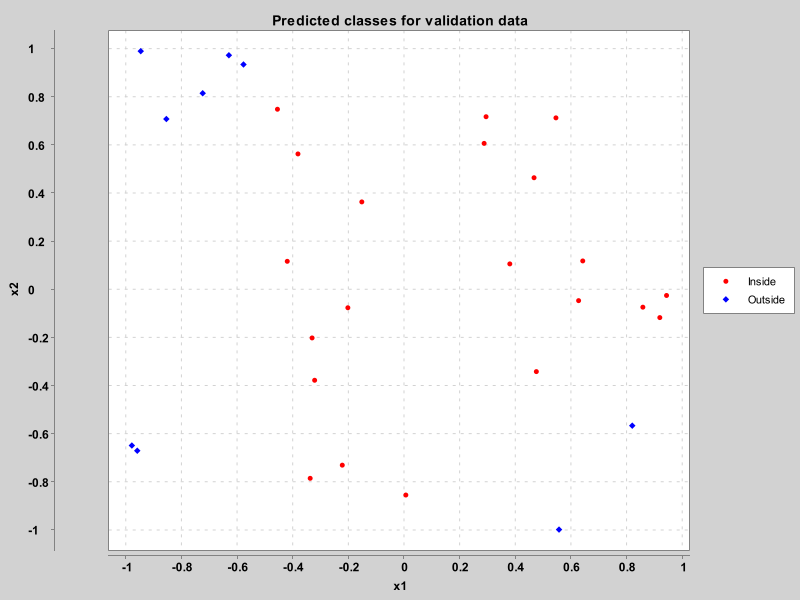 Predicted classes for validation data
1
0.8
0.6
0.4
0.2
0
-0.2
-0.4
-0.6
-0.8
-1
x2
-1 -0.8 -0.6 -0.4 -0.2 0 0.2 0.4 0.6 0.8 1
x1
Inside
Outside